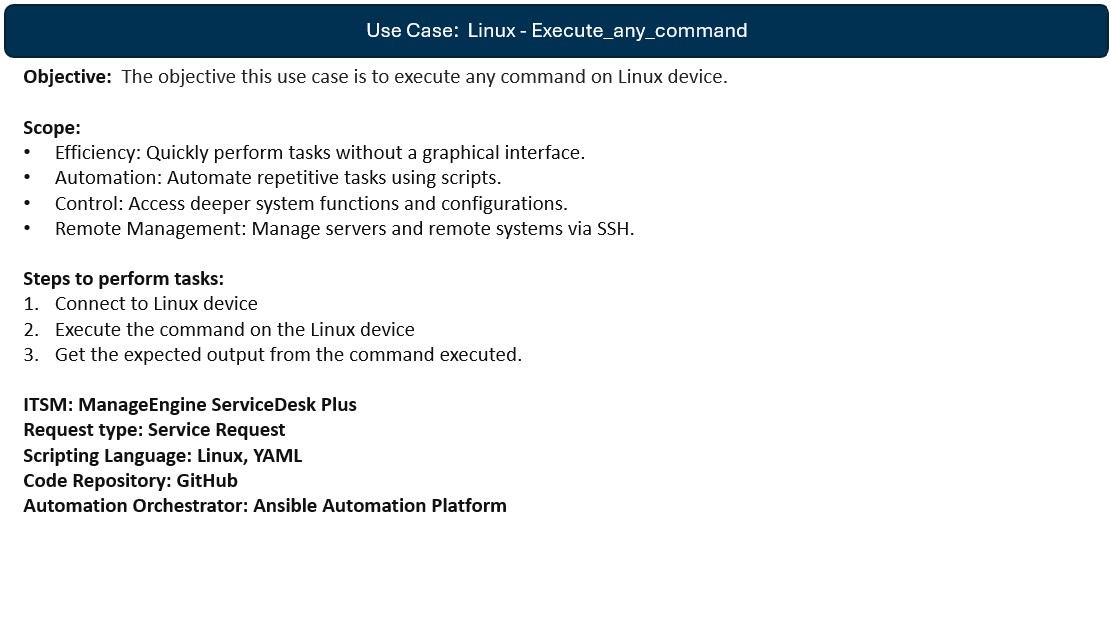 Use Case:  Linux - Execute_any_command
Objective:  The objective this use case is to execute any command on Linux device.
Scope:
• Efficiency: Quickly perform tasks without a graphical interface.
• Automation: Automate repetitive tasks using scripts.
• Control: Access deeper system functions and configurations.
• Remote Management: Manage servers and remote systems via SSH.
Steps to perform tasks:
1. Connect to Linux device
2. Execute the command on the Linux device
3. Get the expected output from the command executed.
ITSM: ManageEngine ServiceDesk Plus
Request type: Service Request
Scripting Language: Linux, YAML
Code Repository: GitHub
Automation Orchestrator: Ansible Automation Platform